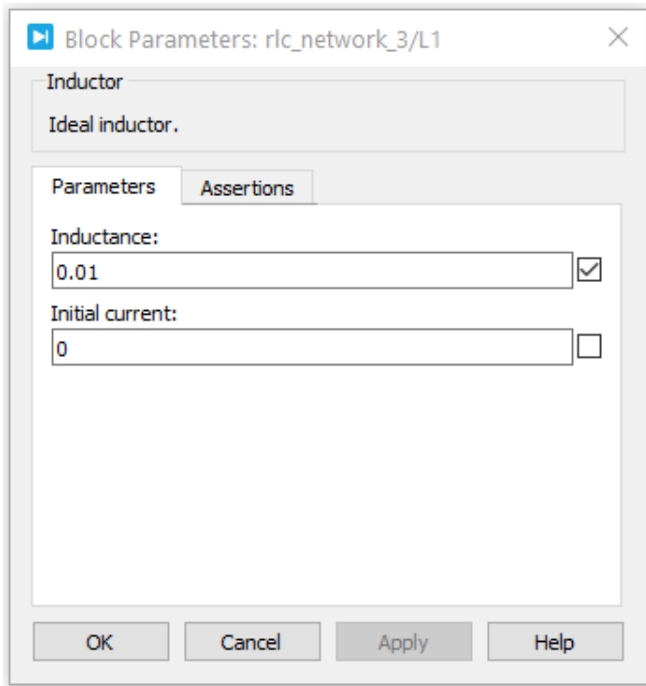 Block Parameters: rlc_network_3/L1
Inductor
Ideal inductor.
Parameters Assertions
Inductance:
0.01
Initial current:
0
OK Cancel Apply Help